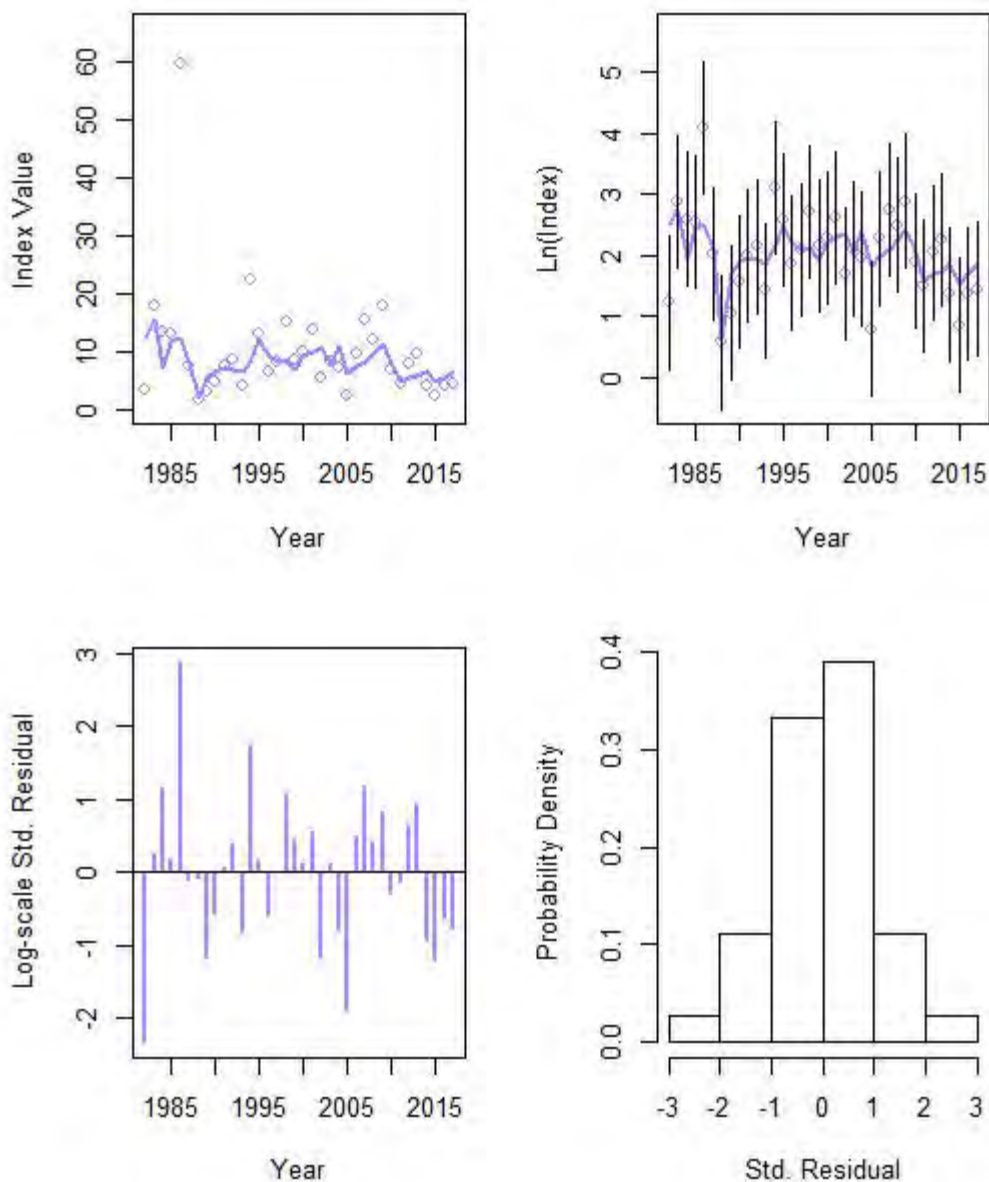 Index Value
60
50
40
30
20
10
0
1985 1995 2005 2015
Year
Ln(Index)
5
4
3
2
1
0
1985 1995 2005 2015
Year
Log-scale Std. Residual
3
2
1
0
-1
-2
1985 1995 2005 2015
Year
Probability Density
0.4
0.3
0.2
0.1
0.0
-3 -2 -1 0 1 2 3
Std. Residual